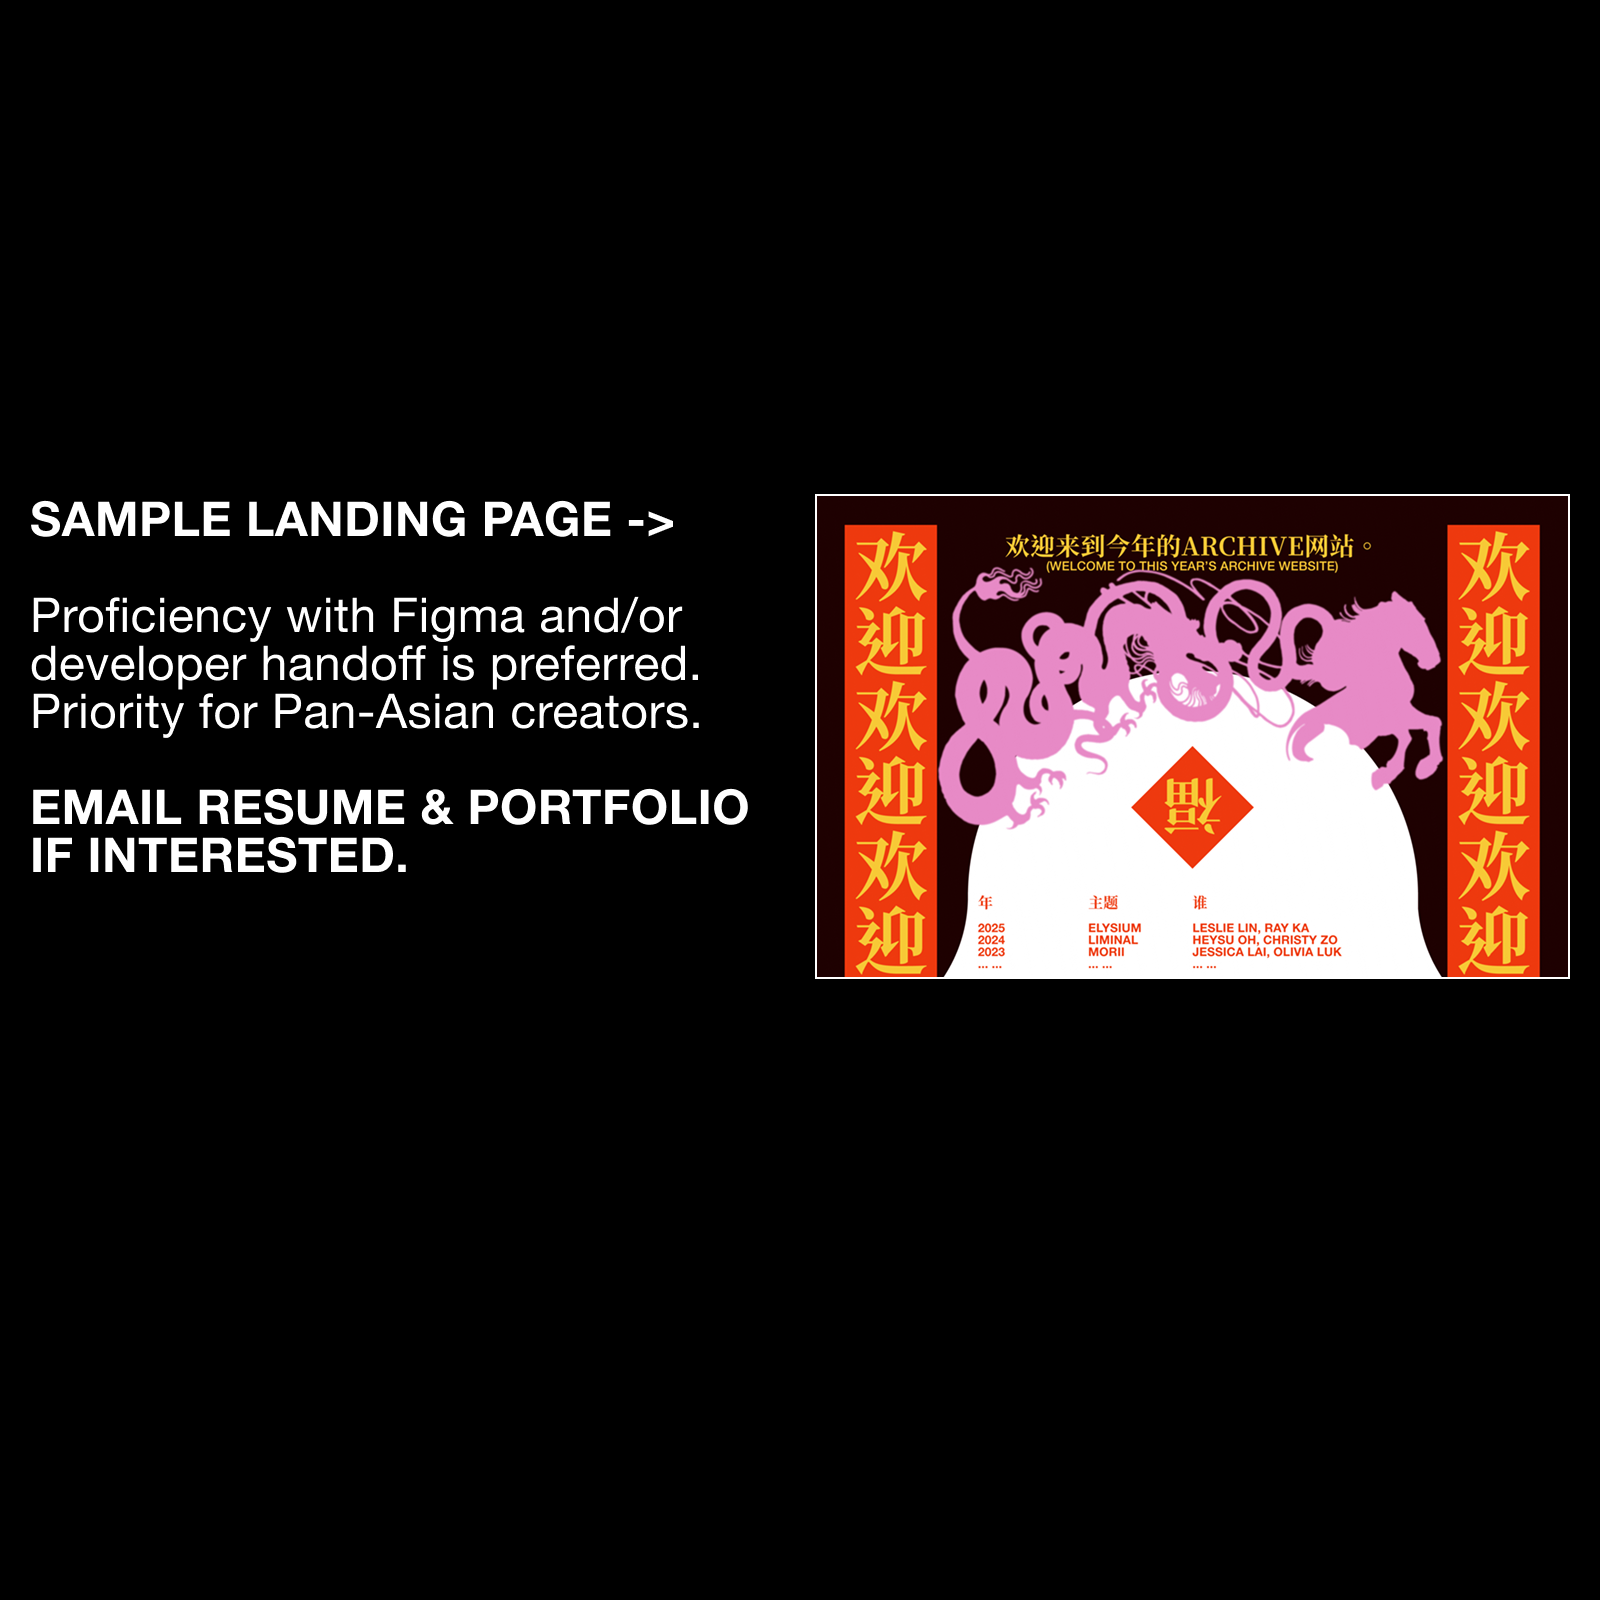 SAMPLE LANDING PAGE ->
Proficiency with Figma and/or
developer handoff is preferred.
Priority for Pan-Asian creators.
EMAIL RESUME & PORTFOLIO
IF INTERESTED.
欢迎欢迎欢迎
欢迎来到今年的ARCHIVE网站。
(WELCOME TO THIS YEAR'S ARCHIVE WEBSITE)
福
年 主题 谁
2025 ELYSIUM LESLIE LIN, RAY KA
2024 LIMINAL HEYSU OH, CHRISTY ZO
2023 MORII JESSICA LAI, OLIVIA LUK
... ... ... ... ... ...
欢迎欢迎欢迎